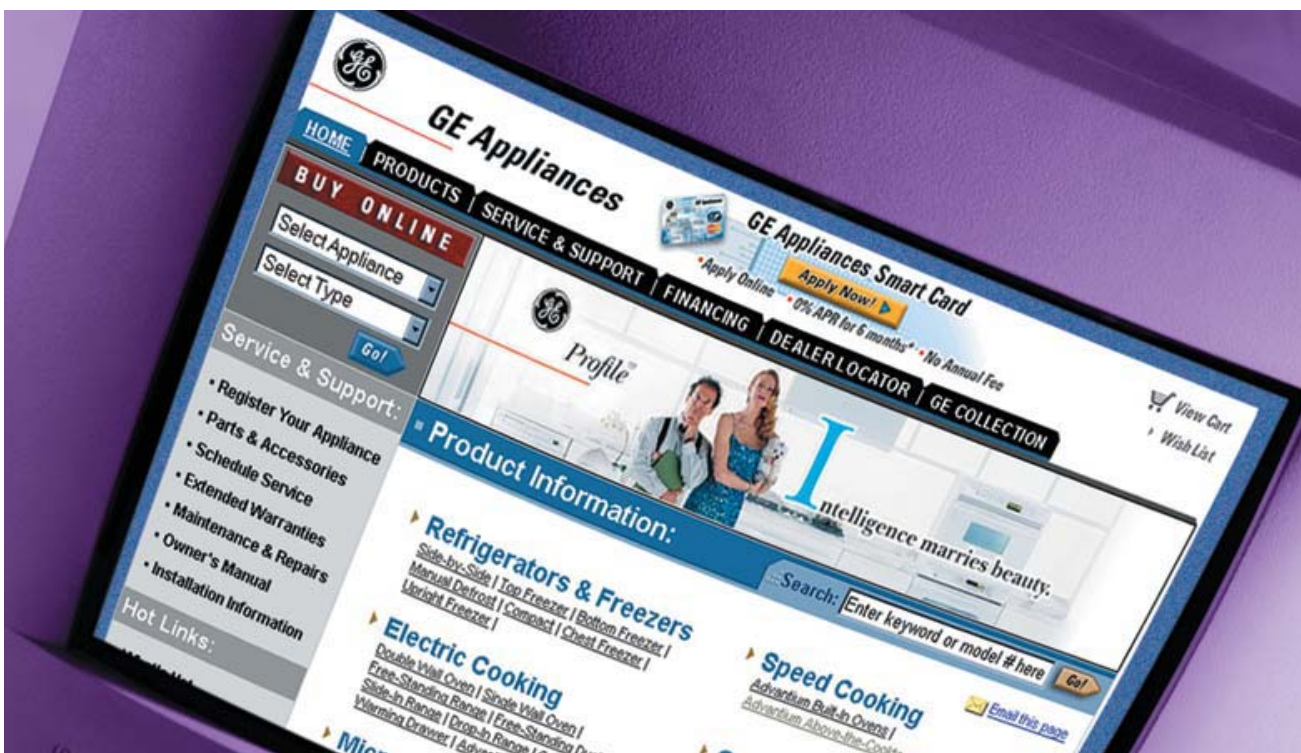 GE
GE Appliances
GE Appliances Smart Card
• Apply Online • 0% APR for 6 months* • No Annual Fee
Apply Now!
View Cart
Wish List
HOME | PRODUCTS | SERVICE & SUPPORT | FINANCING | DEALER LOCATOR | GE COLLECTION
BUY ONLINE
Select Appliance
Select Type
Go!
Service & Support:
• Register Your Appliance
• Parts & Accessories
• Schedule Service
• Extended Warranties
• Maintenance & Repairs
• Owner's Manual
• Installation Information
Hot Links:
GE
Profile™
Intelligence marries beauty.
Product Information:
Search: Enter keyword or model # here Go!
Refrigerators & Freezers
Side-by-Side | Top Freezer | Bottom Freezer |
Manual Defrost | Compact | Chest Freezer |
Upright Freezer |
Electric Cooking
Double Wall Oven | Single Wall Oven |
Free-Standing Range | Free-Standing
Slide-In Range | Drop-In Range |
Warming Drawer |
Speed Cooking
Advantium Built-In Ovens |
Advantium Above-the-
Email this page